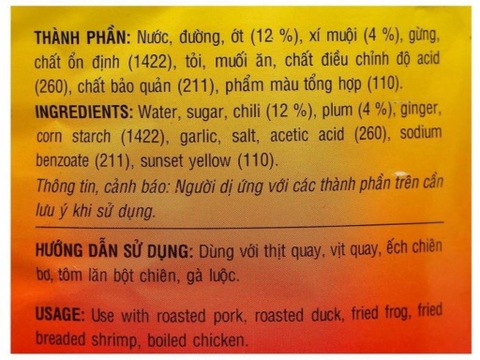 THÀNH PHẦN: Nước, đường, ớt (12 %), xí muội (4 %), gừng,
chất ổn định (1422), tỏi, muối ăn, chất điều chỉnh độ acid
(260), chất bảo quản (211), phẩm màu tổng hợp (110).
INGREDIENTS: Water, sugar, chili (12 %), plum (4 %), ginger,
corn starch (1422), garlic, salt, acetic acid (260), sodium
benzoate (211), sunset yellow (110).
Thông tin, cảnh báo: Người dị ứng với các thành phần trên cần
lưu ý khi sử dụng.
HƯỚNG DẪN SỬ DỤNG: Dùng với thịt quay, vịt quay, ếch chiên
bơ, tôm lăn bột chiên, gà luộc.
USAGE: Use with roasted pork, roasted duck, fried frog, fried
breaded shrimp, boiled chicken.